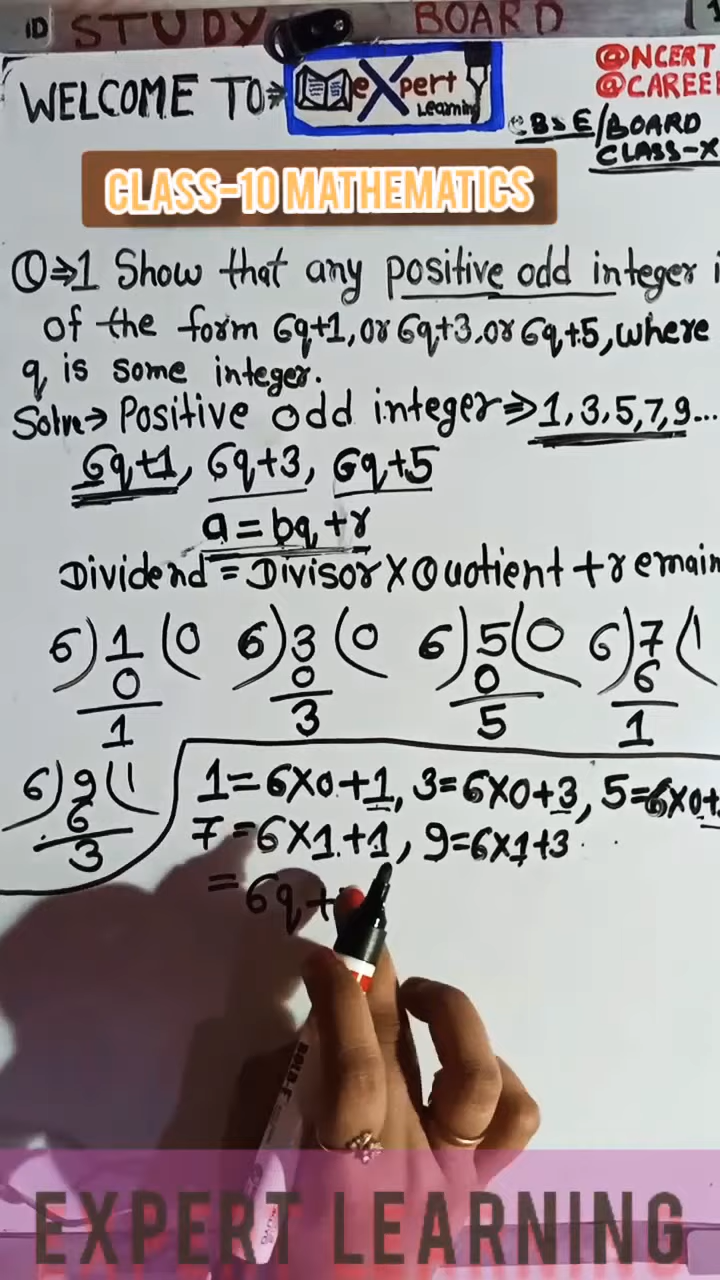 ID STUDY BOARD
WELCOME TO⇒ eXpert Learning
@NCERT
@CAREE
CBSE/BOARD
CLASS-X
CLASS-10 MATHEMATICS
Q⇒1 Show that any positive odd integer i
of the form 6q+1, or 6q+3, or 6q+5, where
q is some integer.
Solve→ Positive odd integer⇒1,3,5,7,9...
6q+1, 6q+3, 6q+5
a=bq+r
Dividend=Divisor×Quotient+remain
6)1(0 6)3(0 6)5(0 6)7(1
0 0 0 6
1 3 5 1
6)9(1
6
3
1=6×0+1, 3=6×0+3, 5=6×0+
7=6×1+1, 9=6×1+3
=6q+
EXPERT LEARNING